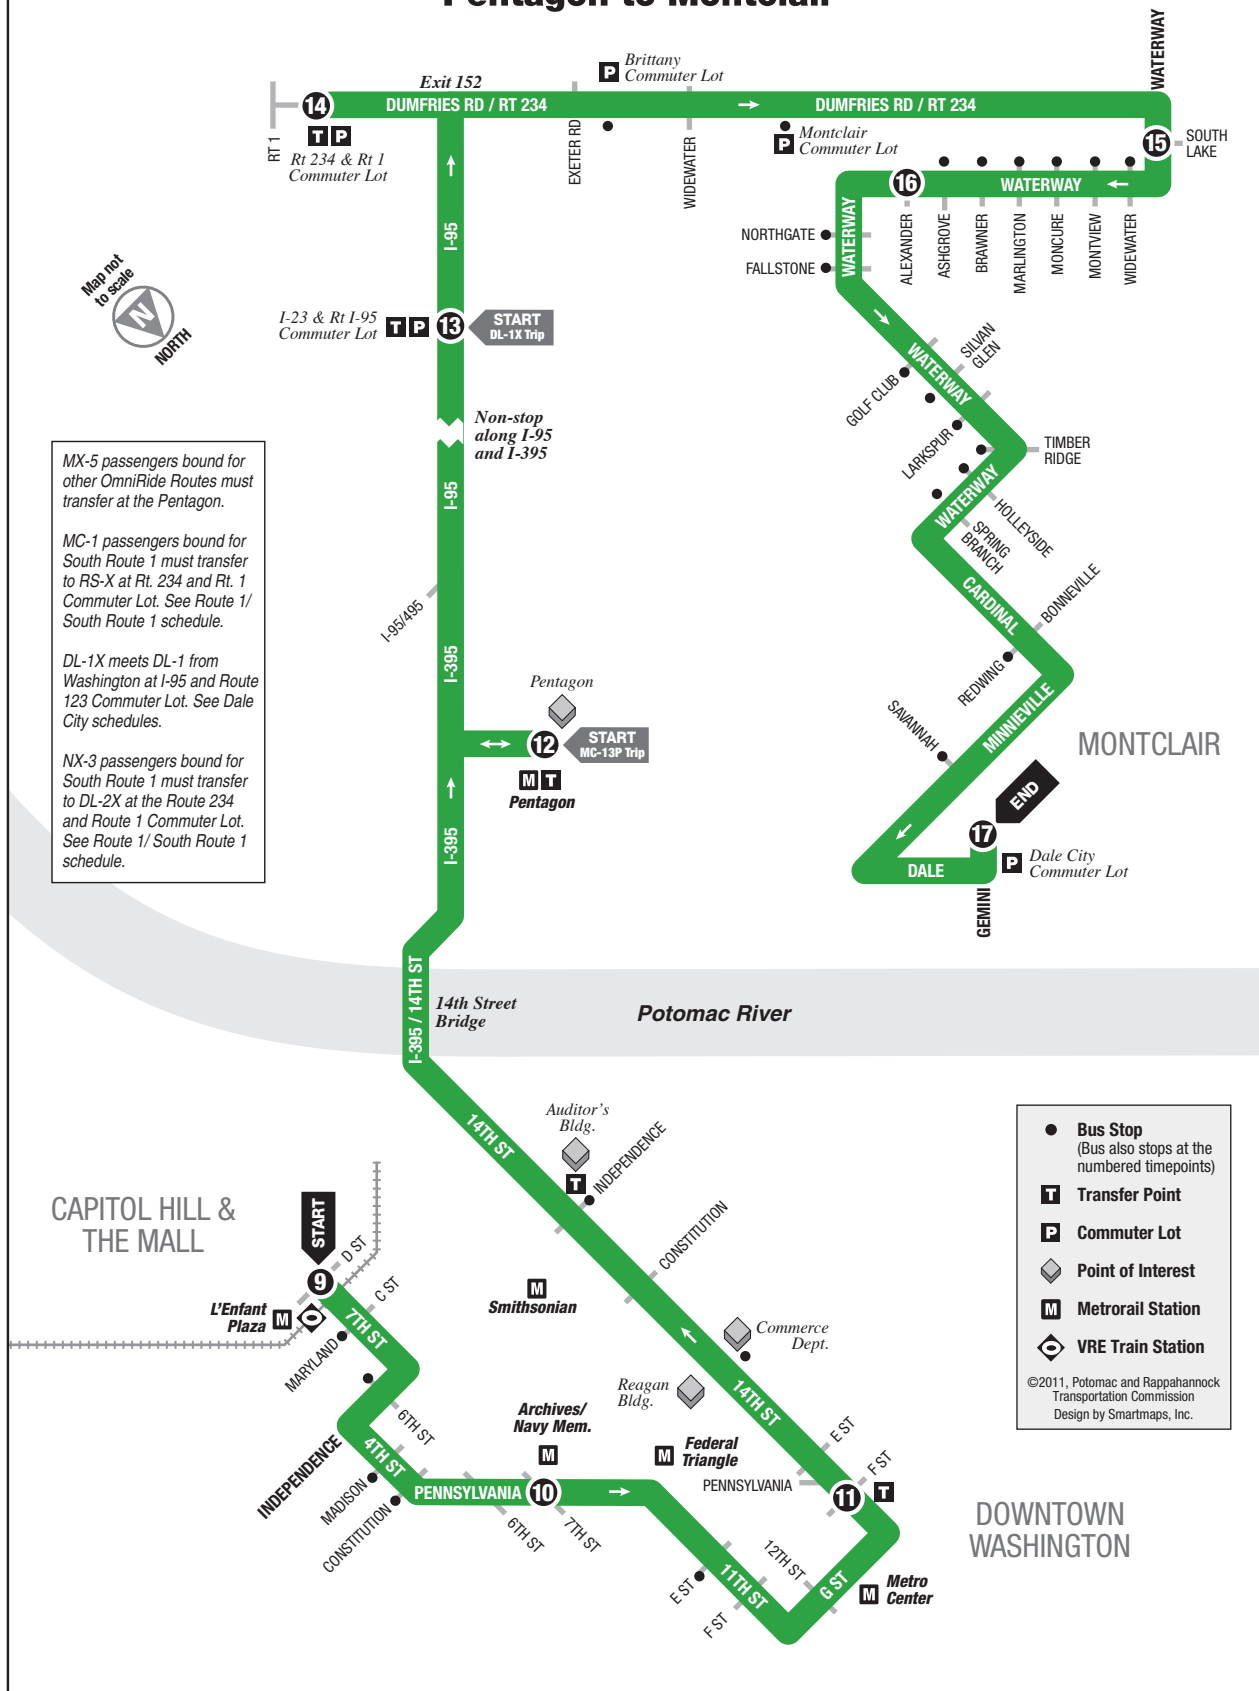 Pentagon to Montclair
WATERWAY
Brittany
Commuter Lot
P
Exit 152
14
DUMFRIES RD / RT 234
DUMFRIES RD / RT 234
RT 1
T P
Rt 234 & Rt 1
Commuter Lot
EXETER RD
WIDEWATER
P
Montclair
Commuter Lot
15
SOUTH
LAKE
16
WATERWAY
ALEXANDER
ASHGROVE
BRAWNER
MARLINGTON
MONCURE
MONTVIEW
WIDEWATER
I-95
WATERWAY
NORTHGATE
FALLSTONE
Map not
to scale
N
NORTH
I-23 & Rt I-95
Commuter Lot
T P
13
START
DL-1X Trip
WATERWAY
SILVAN
GLEN
GOLF CLUB
LARKSPUR
TIMBER
RIDGE
Non-stop
along I-95
and I-395
WATERWAY
HOLLEYSIDE
SPRING
BRANCH
MX-5 passengers bound for
other OmniRide Routes must
transfer at the Pentagon.
MC-1 passengers bound for
South Route 1 must transfer
to RS-X at Rt. 234 and Rt. 1
Commuter Lot. See Route 1/
South Route 1 schedule.
DL-1X meets DL-1 from
Washington at I-95 and Route
123 Commuter Lot. See Dale
City schedules.
NX-3 passengers bound for
South Route 1 must transfer
to DL-2X at the Route 234
and Route 1 Commuter Lot.
See Route 1/ South Route 1
schedule.
I-95
I-95/495
I-395
CARDINAL
BONNEVILLE
REDWING
MINNIEVILLE
SAVANNAH
MONTCLAIR
Pentagon
12
START
MC-13P Trip
M T
Pentagon
I-395
END
17
P
Dale City
Commuter Lot
DALE
GEMINI
I-395 / 14TH ST
14th Street
Bridge
Potomac River
14TH ST
Auditor's
Bldg.
T
INDEPENDENCE
CONSTITUTION
Bus Stop
(Bus also stops at the
numbered timepoints)
T Transfer Point
P Commuter Lot
Point of Interest
M Metrorail Station
VRE Train Station
©2011, Potomac and Rappahannock
Transportation Commission
Design by Smartmaps, Inc.
CAPITOL HILL &
THE MALL
START
D ST
9
C ST
L'Enfant
Plaza
M
7TH ST
MARYLAND
M
Smithsonian
Commerce
Dept.
Reagan
Bldg.
14TH ST
6TH ST
INDEPENDENCE
4TH ST
MADISON
CONSTITUTION
Archives/
Navy Mem.
M
M
Federal
Triangle
PENNSYLVANIA
10
6TH ST
7TH ST
E ST
F ST
PENNSYLVANIA
11
T
DOWNTOWN
WASHINGTON
12TH ST
11TH ST
E ST
F ST
G ST
M
Metro
Center